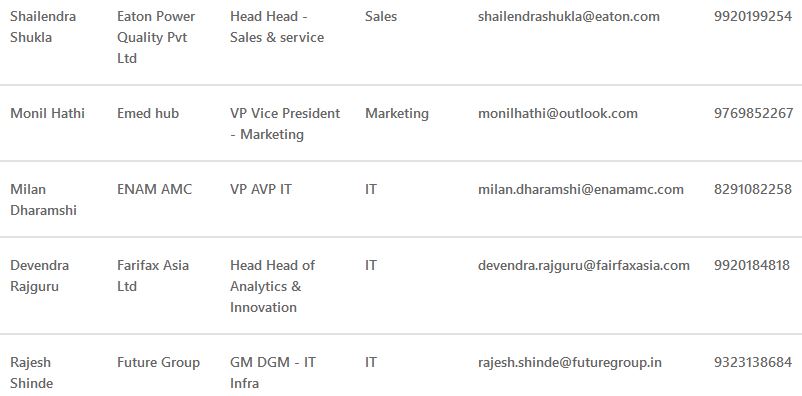 Shailendra Eaton Power Head Head - Sales shailendrashukla@eaton.com 9920199254
Shukla Quality Pvt Sales & service
Ltd
Monil Hathi Emed hub VP Vice President Marketing monilhathi@outlook.com 9769852267
- Marketing
Milan ENAM AMC VP AVP IT IT milan.dharamshi@enamamc.com 8291082258
Dharamshi
Devendra Farifax Asia Head Head of IT devendra.rajguru@fairfaxasia.com 9920184818
Rajguru Ltd Analytics &
Innovation
Rajesh Future Group GM DGM - IT IT rajesh.shinde@futuregroup.in 9323138684
Shinde Infra